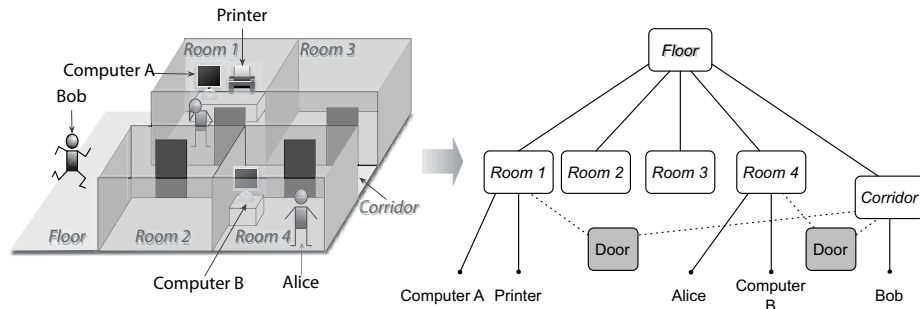 Printer
Room 1
Room 3
Computer A
Bob
Corridor
Floor
Room 2
Room 4
Computer B
Alice
Floor
Room 1
Room 2
Room 3
Room 4
Corridor
Door
Door
Computer A
Printer
Alice
Computer
B
Bob